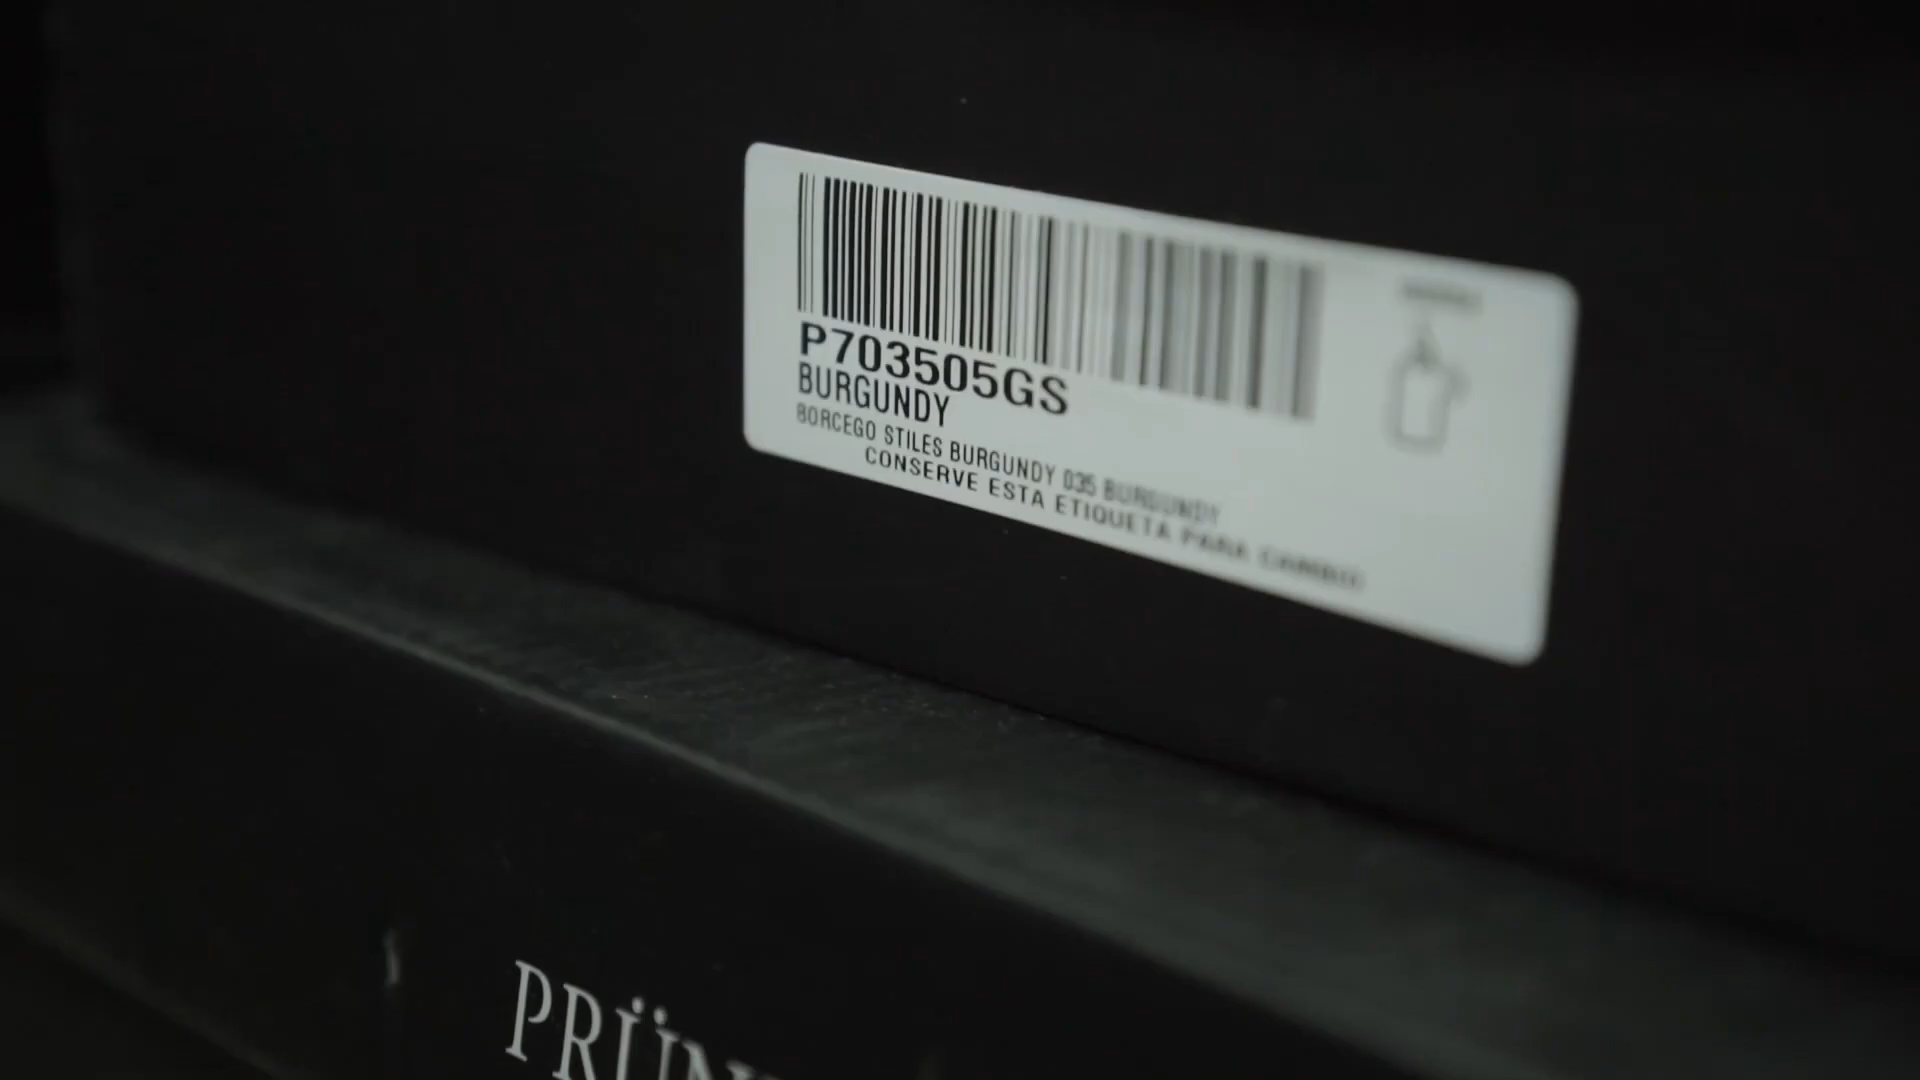 P703505GS
BURGUNDY
BORCEGO STILES BURGUNDY 035 BURGUNDY
CONSERVE ESTA ETIQUETA PARA CAMBIO
PRÜN